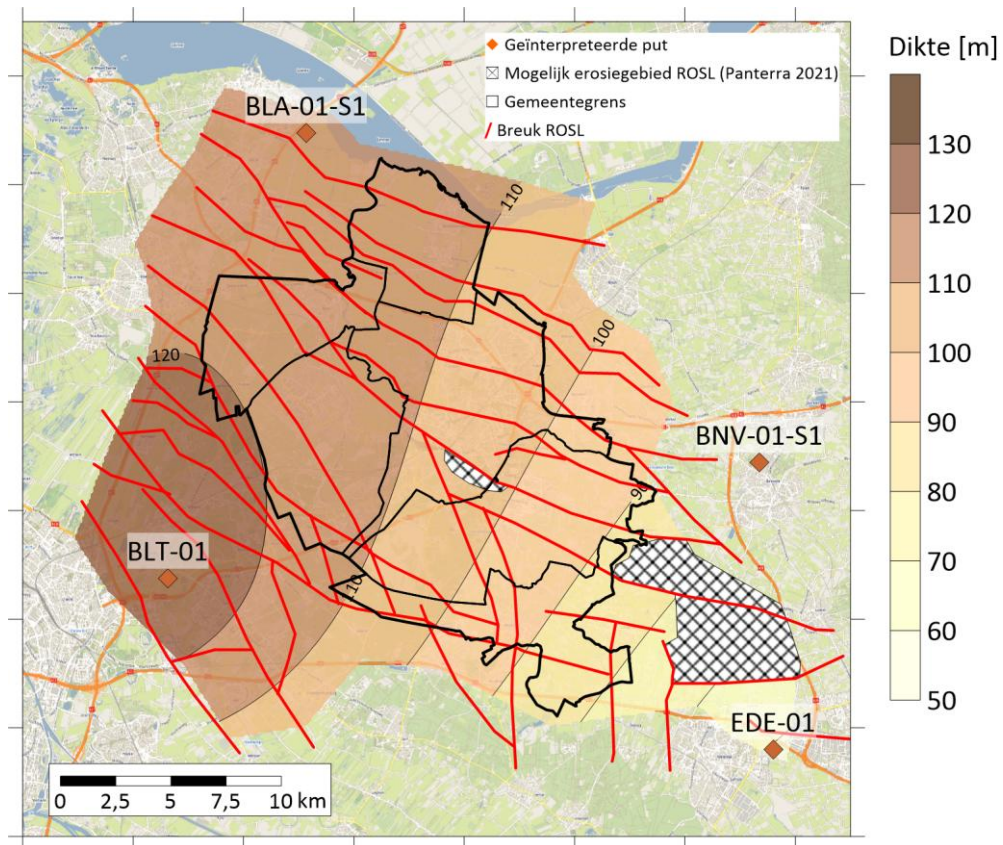 Geïnterpreteerde put
Mogelijk erosiegebied ROSL (Panterra 2021)
Gemeentegrens
Breuk ROSL
Dikte [m]
130
120
110
100
90
80
70
60
50
BLA-01-S1
110
100
120
BNV-01-S1
90
BLT-01
110
EDE-01
0 2,5 5 7,5 10 km